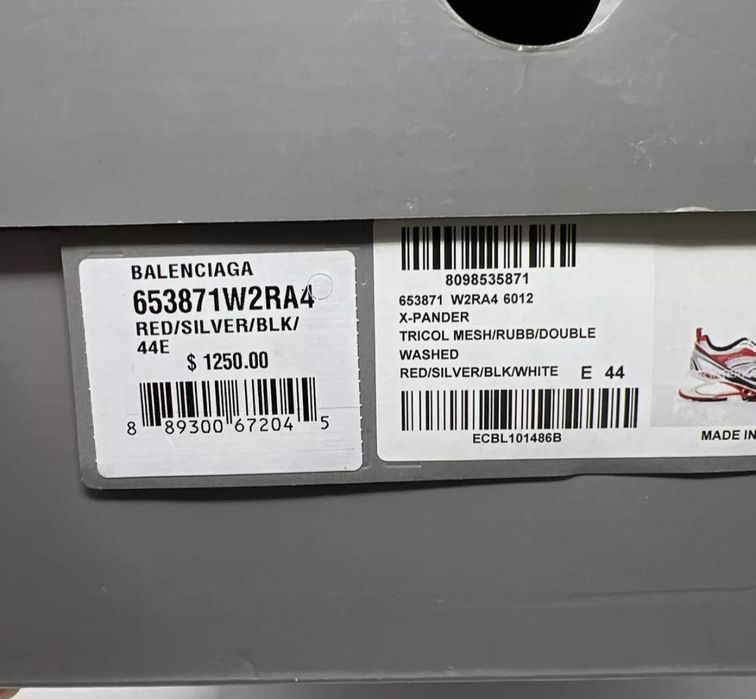 BALENCIAGA
653871W2RA4
RED/SILVER/BLK/
44E
$ 1250.00
8 89300 67204 5
8098535871
653871 W2RA4 6012
X-PANDER
TRICOL MESH/RUBB/DOUBLE
WASHED
RED/SILVER/BLK/WHITE E 44
ECBL101486B
MADE IN